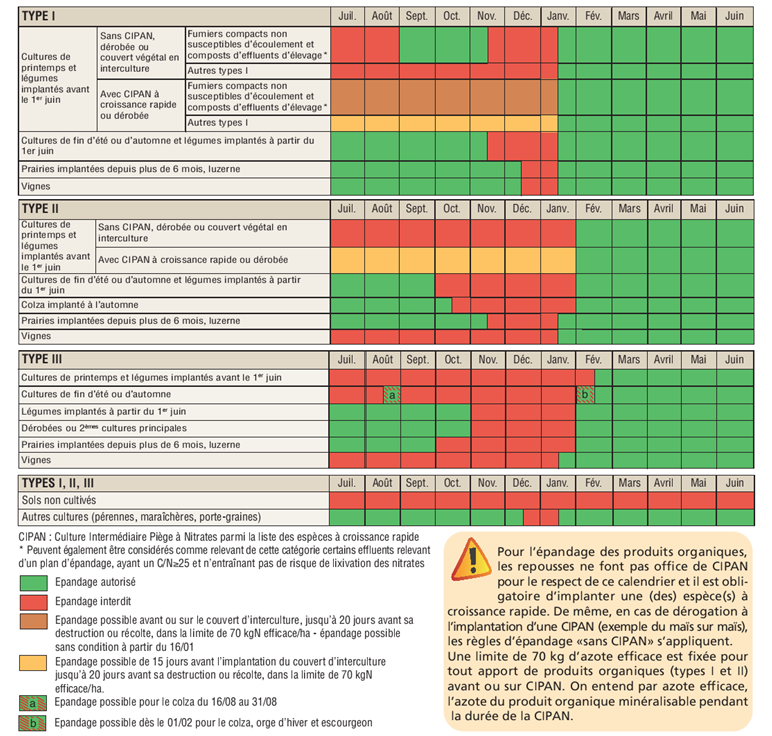 TYPE I Juil. Août Sept. Oct. Nov. Déc. Janv. Fév. Mars Avril Mai Juin
Cultures de
printemps et
légumes
implantés avant
le 1er juin
Sans CIPAN,
dérobée ou
couvert végétal en
interculture
Fumiers compacts non
susceptibles d'écoulement et
composts d'effluents d'élevage*
Autres types I
Avec CIPAN à
croissance rapide
ou dérobée
Fumiers compacts non
susceptibles d'écoulement et
composts d'effluents d'élevage*
Autres types I
Cultures de fin d'été ou d'automne et légumes implantés à partir du
1er juin
Prairies implantées depuis plus de 6 mois, luzerne
Vignes
TYPE II Juil. Août Sept. Oct. Nov. Déc. Janv. Fév. Mars Avril Mai Juin
Cultures de
printemps et
légumes
implantés avant
le 1er juin
Sans CIPAN, dérobée ou couvert végétal en
interculture
Avec CIPAN à croissance rapide ou dérobée
Cultures de fin d'été ou d'automne et légumes implantés à partir
du 1er juin
Colza implanté à l'automne
Prairies implantées depuis plus de 6 mois, luzerne
Vignes
TYPE III Juil. Août Sept. Oct. Nov. Déc. Janv. Fév. Mars Avril Mai Juin
Cultures de printemps et légumes implantés avant le 1er juin
Cultures de fin d'été ou d'automne a b
Légumes implantés à partir du 1er juin
Dérobées ou 2èmes cultures principales
Prairies implantées depuis plus de 6 mois, luzerne
Vignes
TYPES I, II, III Juil. Août Sept. Oct. Nov. Déc. Janv. Fév. Mars Avril Mai Juin
Sols non cultivés
Autres cultures (pérennes, maraîchères, porte-graines)
CIPAN : Culture Intermédiaire Piège à Nitrates parmi la liste des espèces à croissance rapide
* Peuvent également être considérés comme relevant de cette catégorie certains effluents relevant
d'un plan d'épandage, ayant un C/N≥25 et n'entraînant pas de risque de lixivation des nitrates
Epandage autorisé
Epandage interdit
Epandage possible avant ou sur le couvert d'interculture, jusqu'à 20 jours avant sa
destruction ou récolte, dans la limite de 70 kgN efficace/ha - épandage possible
sans condition à partir du 16/01
Epandage possible de 15 jours avant l'implantation du couvert d'interculture
jusqu'à 20 jours avant sa destruction ou récolte, dans la limite de 70 kgN
efficace/ha.
a Epandage possible pour le colza du 16/08 au 31/08
b Epandage possible dès le 01/02 pour le colza, orge d'hiver et escourgeon
Pour l'épandage des produits organiques,
les repousses ne font pas office de CIPAN
pour le respect de ce calendrier et il est obli-
gatoire d'implanter une (des) espèce(s) à
croissance rapide. De même, en cas de dérogation à
l'implantation d'une CIPAN (exemple du maïs sur maïs),
les règles d'épandage «sans CIPAN» s'appliquent.
Une limite de 70 kg d'azote efficace est fixée pour
tout apport de produits organiques (types I et II)
avant ou sur CIPAN. On entend par azote efficace,
l'azote du produit organique minéralisable pendant
la durée de la CIPAN.